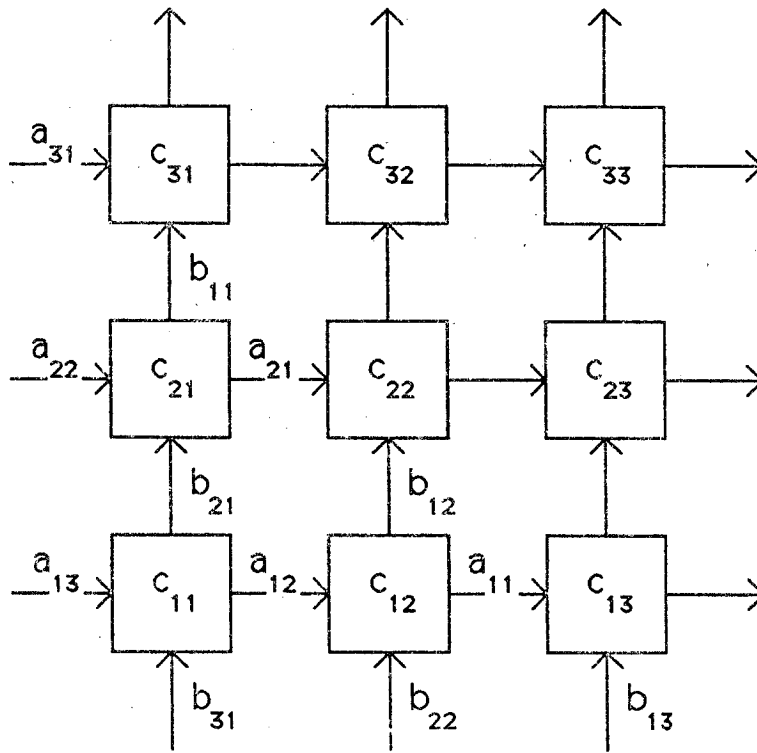 a₃₁ c₃₁ c₃₂ c₃₃
b₁₁
a₂₂ c₂₁ a₂₁ c₂₂ c₂₃
b₂₁ b₁₂
a₁₃ c₁₁ a₁₂ c₁₂ a₁₁ c₁₃
b₃₁ b₂₂ b₁₃